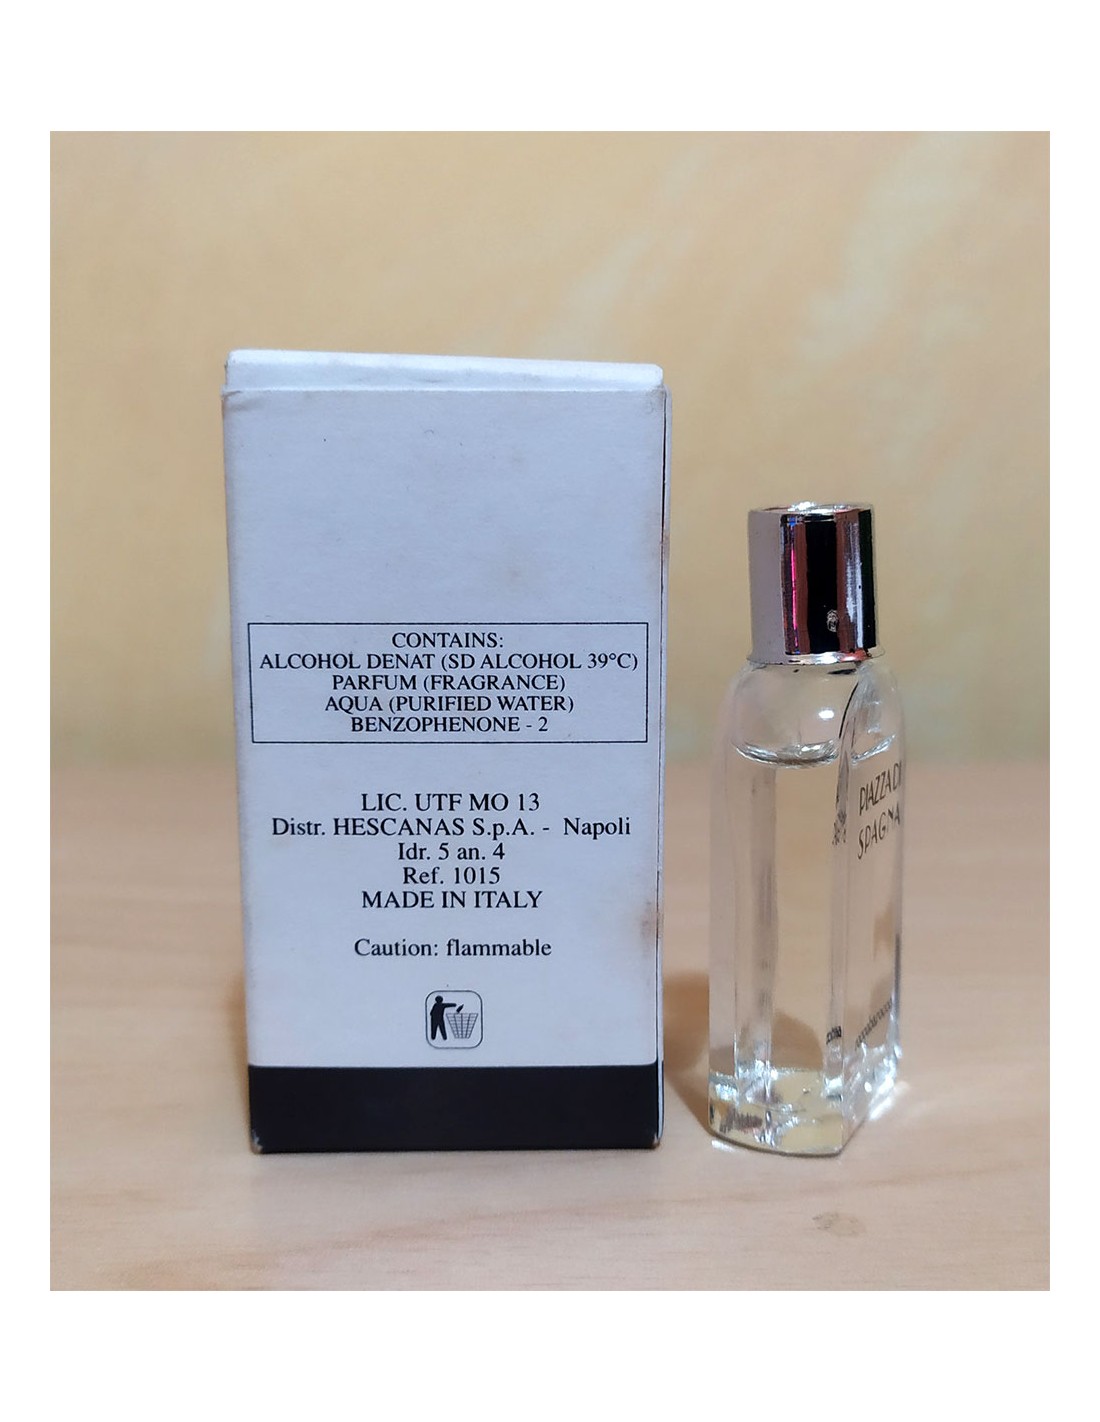 CONTAINS:
ALCOHOL DENAT (SD ALCOHOL 39°C)
PARFUM (FRAGRANCE)
AQUA (PURIFIED WATER)
BENZOPHENONE - 2
LIC. UTF MO 13
Distr. HESCANAS S.p.A. - Napoli
Idr. 5 an. 4
Ref. 1015
MADE IN ITALY
Caution: flammable
PIAZZA DI
SPAGNA